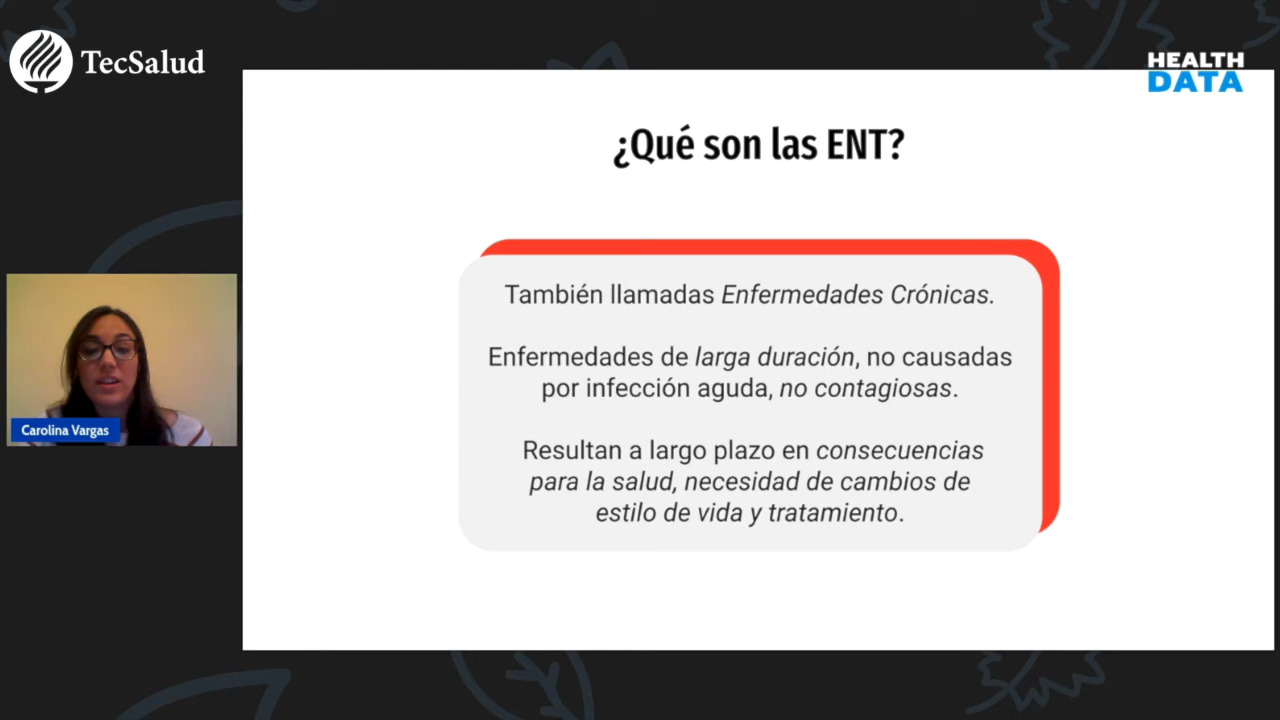 TecSalud
HEALTH
DATA
¿Qué son las ENT?
También llamadas Enfermedades Crónicas.
Enfermedades de larga duración, no causadas
por infección aguda, no contagiosas.
Resultan a largo plazo en consecuencias
para la salud, necesidad de cambios de
estilo de vida y tratamiento.
Carolina Vargas